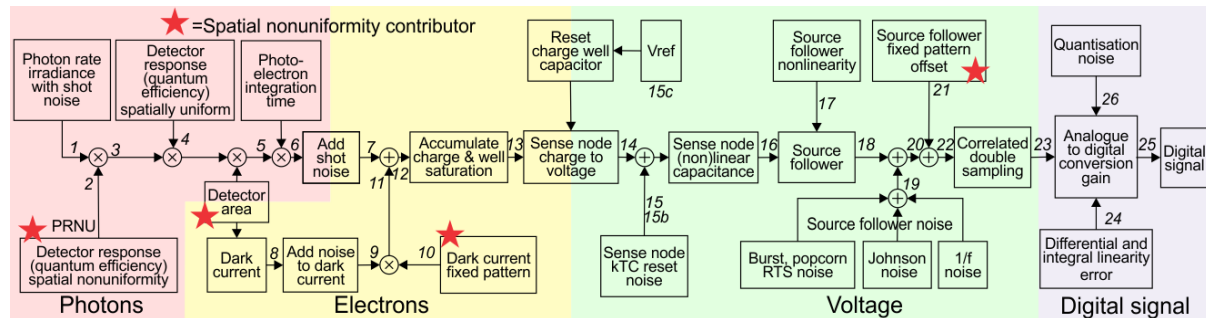 =Spatial nonuniformity contributor
Photon rate
irradiance
with shot
noise
Detector
response
(quantum
efficiency)
spatially uniform
Photo-
electron
integration
time
Reset
charge well
capacitor
Vref
15c
Source
follower
nonlinearity
Source follower
fixed pattern
offset
Quantisation
noise
1
2
3
4
5
6
Add
shot
noise
7
11
12
Accumulate
charge & well
saturation
13
Sense node
charge to
voltage
14
15
15b
Sense node
(non)linear
capacitance
16
17
Source
follower
18
19
20
21
22
Correlated
double
sampling
23
26
Analogue
to digital
conversion
gain
25
Digital
signal
24
PRNU
Detector response
(quantum efficiency)
spatial nonuniformity
Detector
area
Dark
current
8
Add noise
to dark
current
9
10
Dark current
fixed pattern
Sense node
kTC reset
noise
Source follower noise
Burst, popcorn
RTS noise
Johnson
noise
1/f
noise
Differential and
integral linearity
error
Photons
Electrons
Voltage
Digital signal